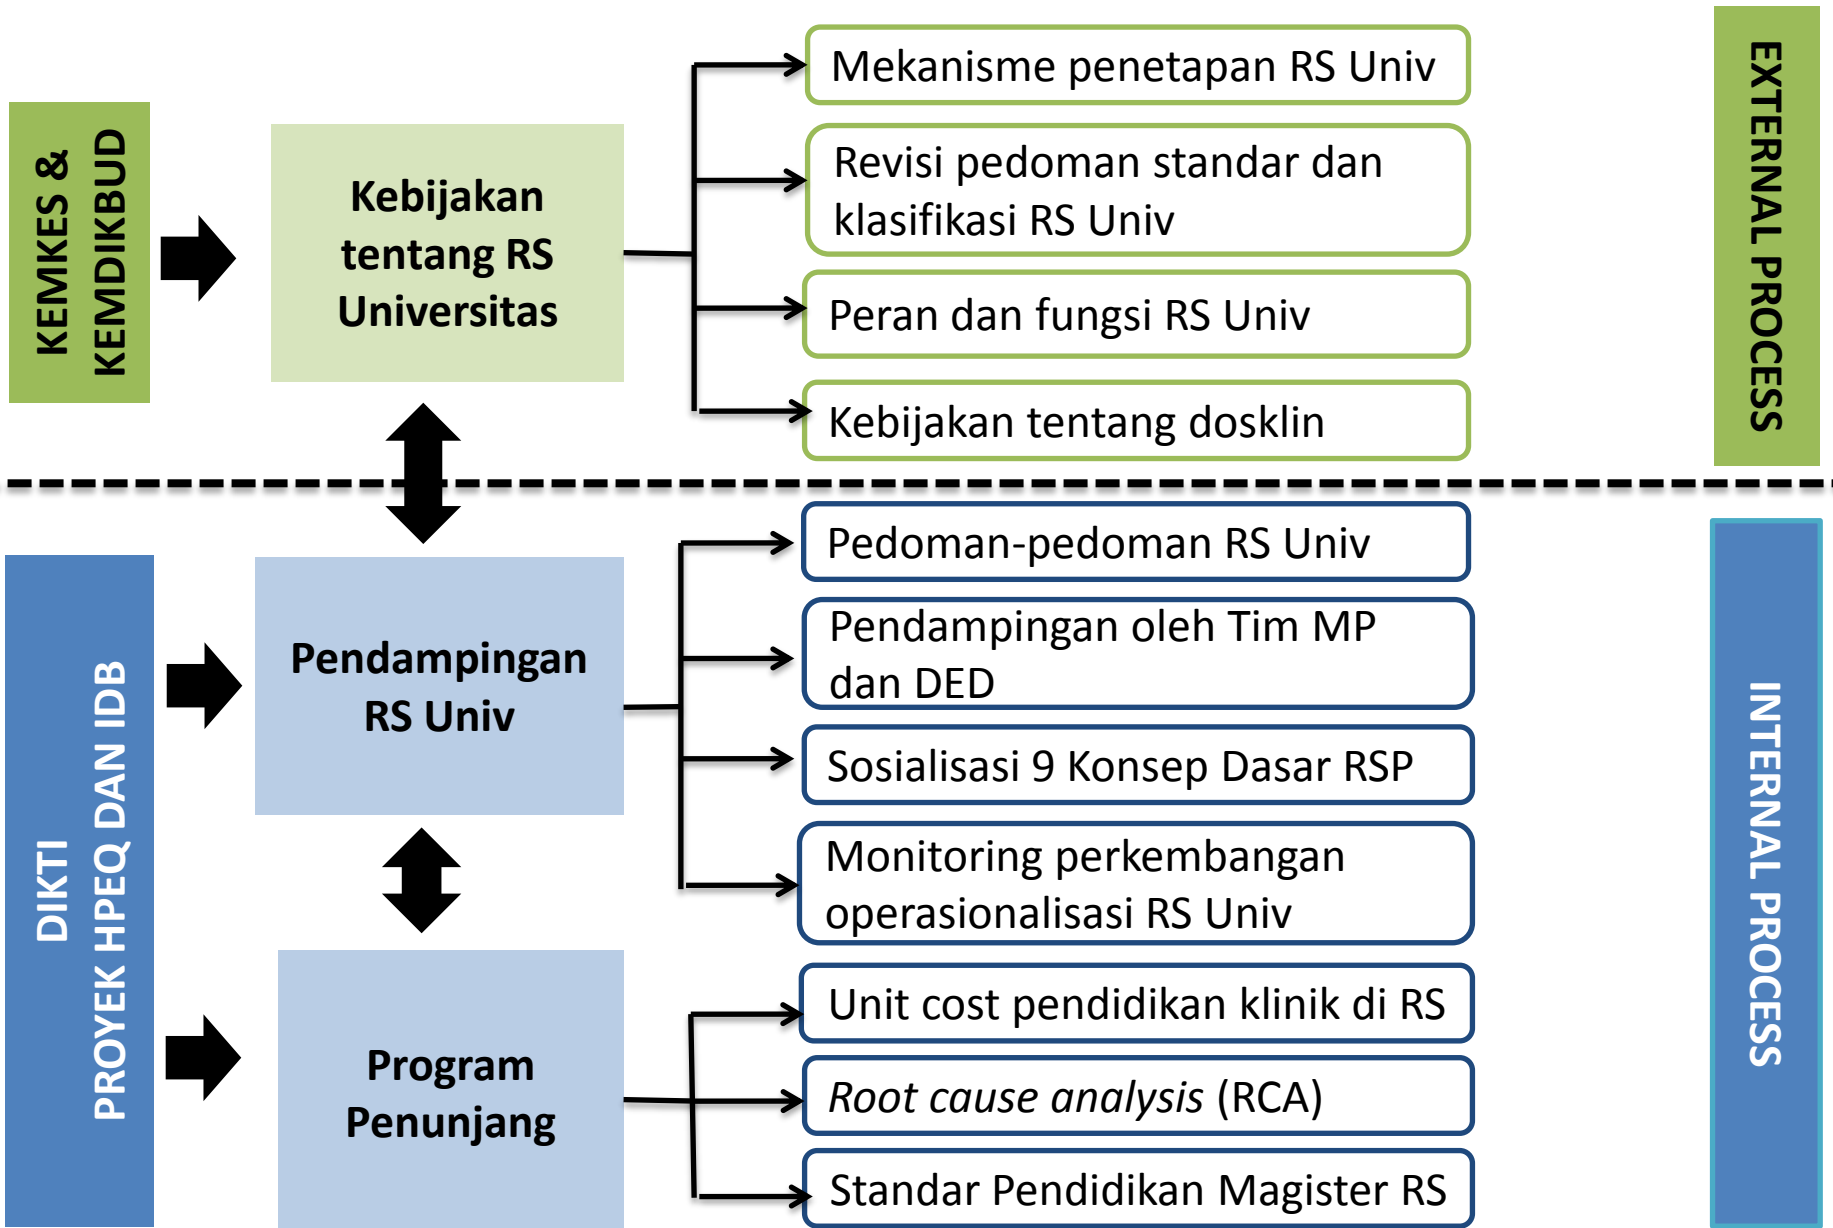 KEMKES &
KEMDIKBUD
Kebijakan
tentang RS
Universitas
Mekanisme penetapan RS Univ
Revisi pedoman standar dan
klasifikasi RS Univ
Peran dan fungsi RS Univ
Kebijakan tentang dosklin
EXTERNAL PROCESS
DIKTI
PROYEK HPEQ DAN IDB
Pendampingan
RS Univ
Pedoman-pedoman RS Univ
Pendampingan oleh Tim MP
dan DED
Sosialisasi 9 Konsep Dasar RSP
Monitoring perkembangan
operasionalisasi RS Univ
Program
Penunjang
Unit cost pendidikan klinik di RS
Root cause analysis (RCA)
Standar Pendidikan Magister RS
INTERNAL PROCESS